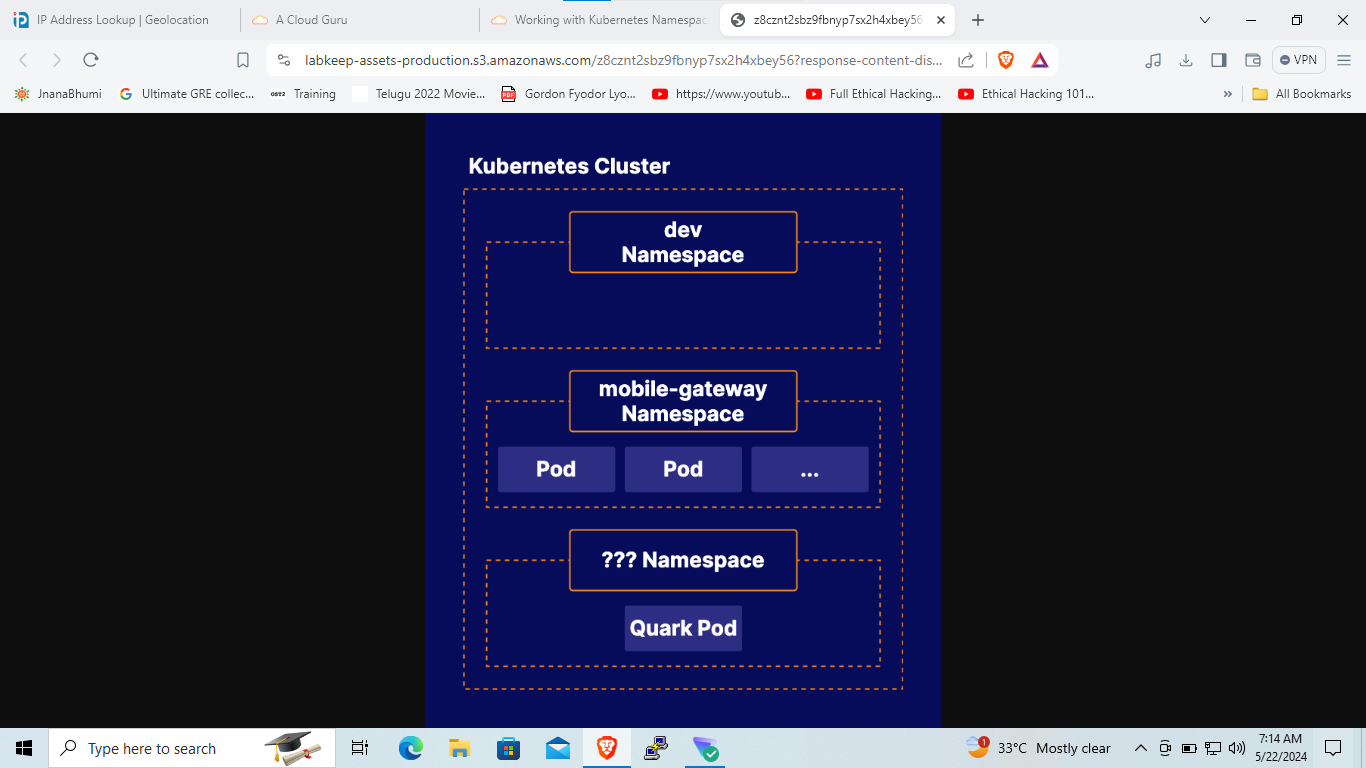 IP Address Lookup | Geolocation
A Cloud Guru
Working with Kubernetes Namespac
z8cznt2sbz9fbnyp7sx2h4xbey56
labkeep-assets-production.s3.amazonaws.com/z8cznt2sbz9fbnyp7sx2h4xbey56?response-content-dis...
VPN
JnanaBhumi
Ultimate GRE collec...
Training
Telugu 2022 Movie...
PDF
Gordon Fyodor Lyo...
https://www.youtub...
Full Ethical Hacking...
Ethical Hacking 101...
»
All Bookmarks
Kubernetes Cluster
dev
Namespace
mobile-gateway
Namespace
Pod
Pod
...
??? Namespace
Quark Pod
Type here to search
1
33°C Mostly clear
7:14 AM
5/22/2024